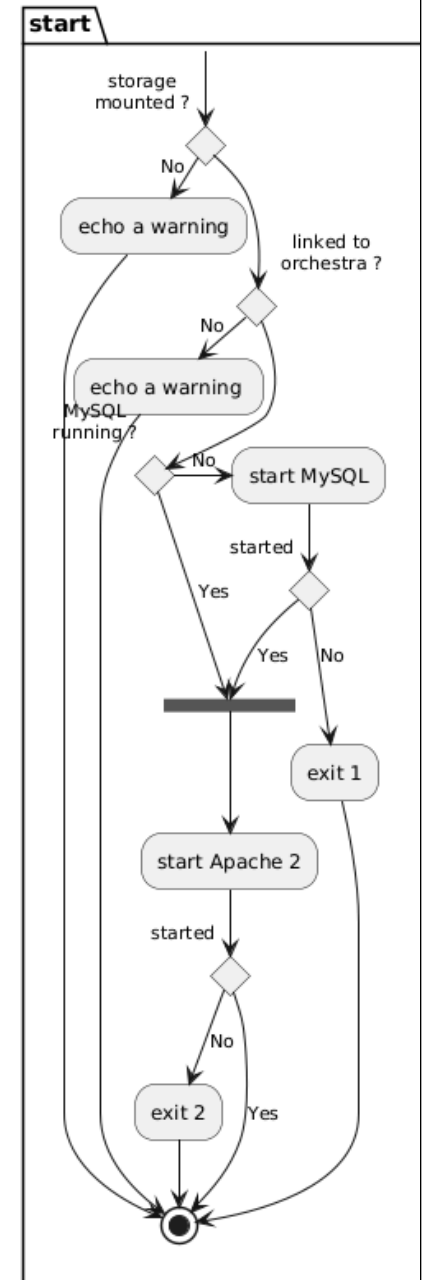 start
storage
mounted ?
No
echo a warning
linked to
orchestra ?
No
echo a warning
MySQL
running ?
No
start MySQL
started
Yes
Yes
No
exit 1
start Apache 2
started
No
exit 2
Yes